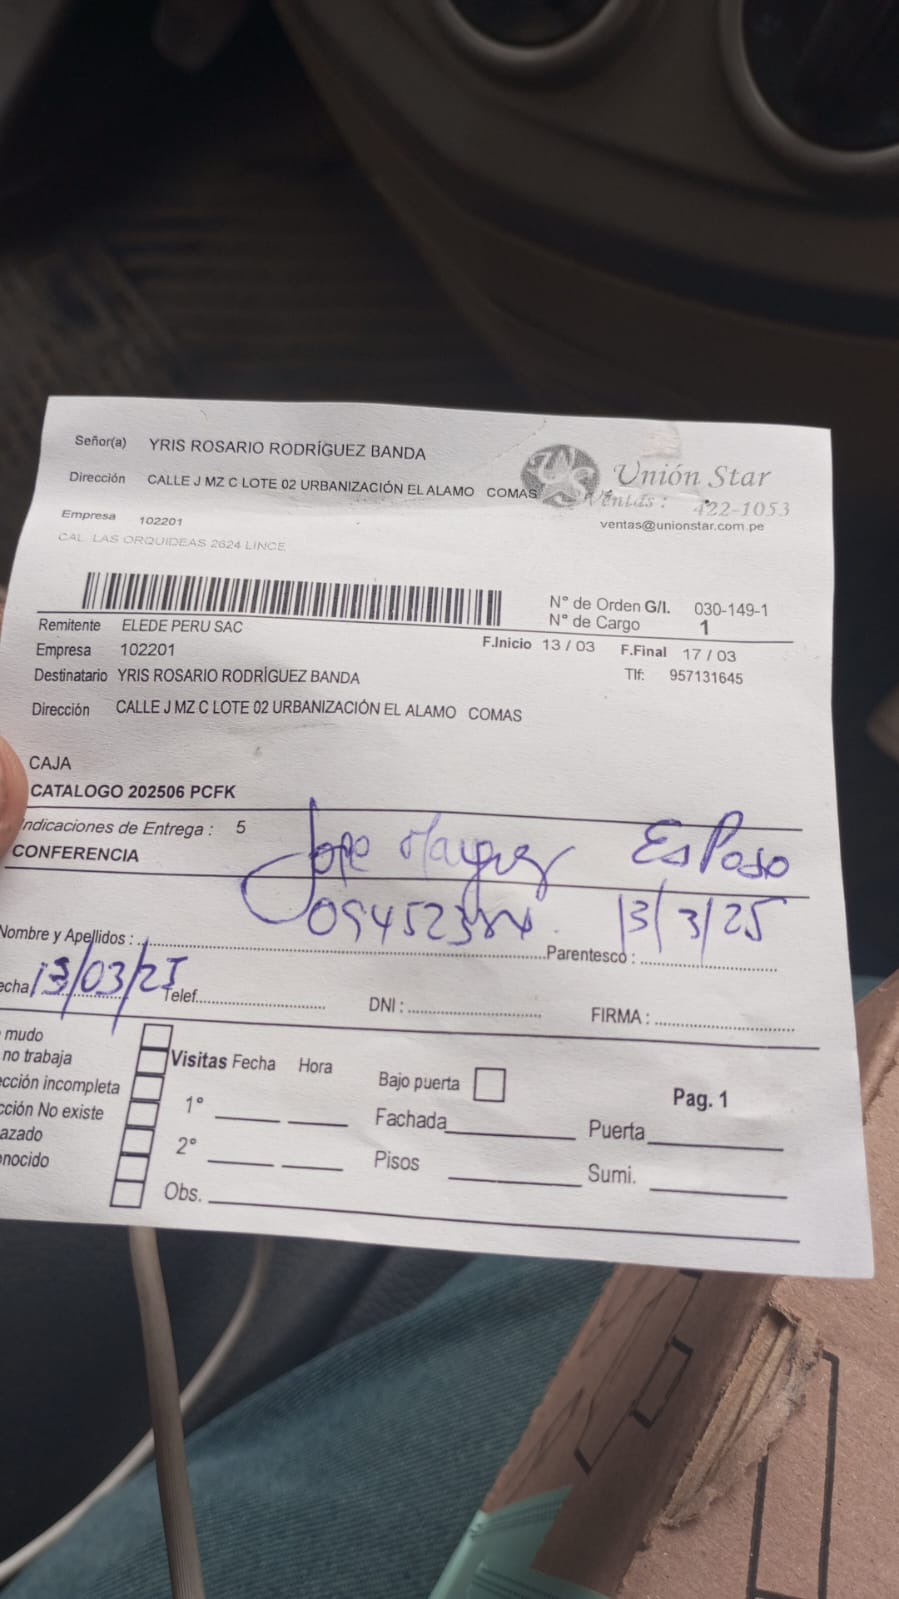 Señor(a) YRIS ROSARIO RODRÍGUEZ BANDA
Dirección CALLE J MZ C LOTE 02 URBANIZACIÓN EL ALAMO COMAS
Unión Star
Ventas: 422-1053
ventas@unionstar.com.pe
Empresa 102201
CAL. LAS ORQUIDEAS 2624 LINCE
N° de Orden G/I. 030-149-1
N° de Cargo 1
Remitente ELEDE PERU SAC
F.Inicio 13 / 03 F.Final 17 / 03
Empresa 102201
Tlf: 957131645
Destinatario YRIS ROSARIO RODRÍGUEZ BANDA
Dirección CALLE J MZ C LOTE 02 URBANIZACIÓN EL ALAMO COMAS
CAJA
CATALOGO 202506 PCFK
ndicaciones de Entrega : 5
CONFERENCIA
Jose EsPoso
13/3/25
Nombre y Apellidos : Parentesco :
echa 13/03/25 Telef. DNI : FIRMA :
mudo
no trabaja
Visitas Fecha Hora
Bajo puerta
Pag. 1
ección incompleta
cción No existe
1°
Fachada
Puerta
azado
2°
Pisos
Sumi.
onocido
Obs.